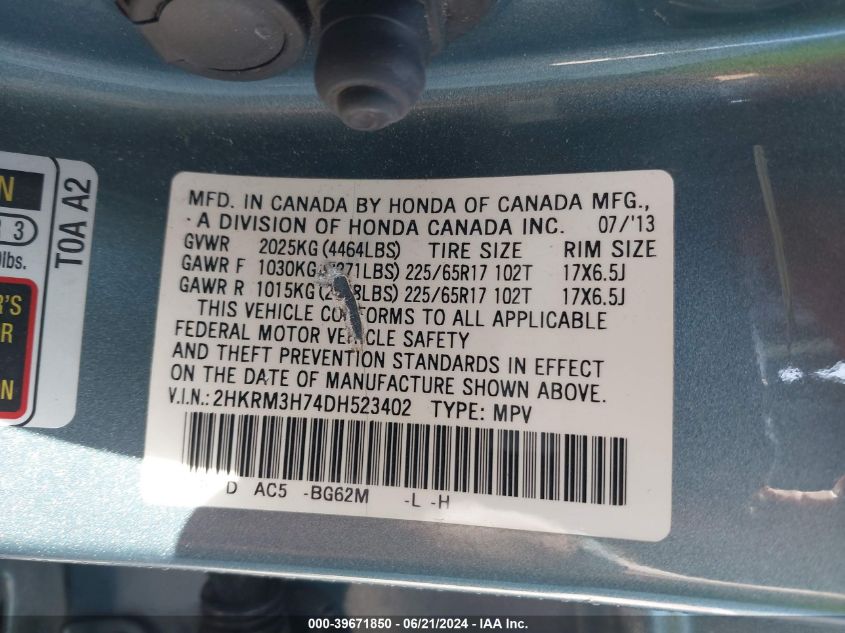 MFD. IN CANADA BY HONDA OF CANADA MFG.,
A DIVISION OF HONDA CANADA INC. 07/'13
GVWR 2025KG (4464LBS) TIRE SIZE RIM SIZE
GAWR F 1030KG 225/65R17 102T 17X6.5J
GAWR R 1015KG 225/65R17 102T 17X6.5J
THIS VEHICLE TO ALL APPLICABLE
FEDERAL MOTOR SAFETY
AND THEFT PREVENTION STANDARDS IN EFFECT
ON THE DATE OF MANUFACTURE SHOWN ABOVE.
V.I.N.: 2HKRM3H74DH523402 TYPE: MPV
D AC5 -BG62M -L -H
TOA A2
N
3
lbs.
'S
R
N
000-39671850 / 06/21/2024 / IAA Inc.